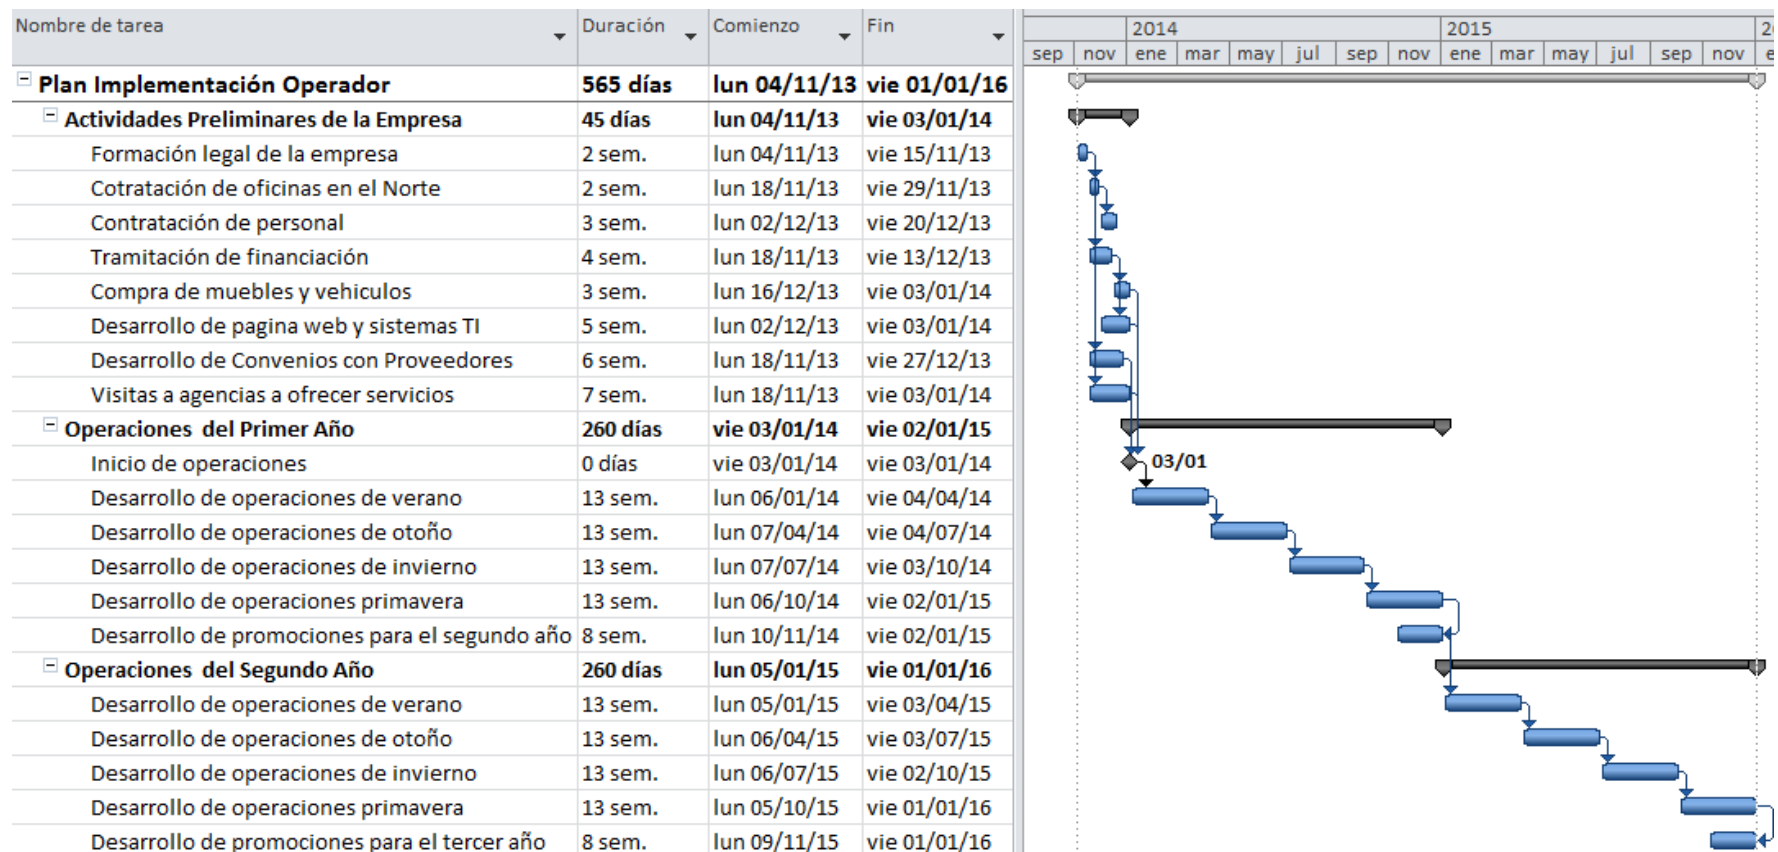 Nombre de tarea Duración Comienzo Fin
2014 2015 2
sep nov ene mar may jul sep nov ene mar may jul sep nov e
Plan Implementación Operador 565 días lun 04/11/13 vie 01/01/16
Actividades Preliminares de la Empresa 45 días lun 04/11/13 vie 03/01/14
Formación legal de la empresa 2 sem. lun 04/11/13 vie 15/11/13
Cotratación de oficinas en el Norte 2 sem. lun 18/11/13 vie 29/11/13
Contratación de personal 3 sem. lun 02/12/13 vie 20/12/13
Tramitación de financiación 4 sem. lun 18/11/13 vie 13/12/13
Compra de muebles y vehiculos 3 sem. lun 16/12/13 vie 03/01/14
Desarrollo de pagina web y sistemas TI 5 sem. lun 02/12/13 vie 03/01/14
Desarrollo de Convenios con Proveedores 6 sem. lun 18/11/13 vie 27/12/13
Visitas a agencias a ofrecer servicios 7 sem. lun 18/11/13 vie 03/01/14
Operaciones del Primer Año 260 días vie 03/01/14 vie 02/01/15
Inicio de operaciones 0 días vie 03/01/14 vie 03/01/14 03/01
Desarrollo de operaciones de verano 13 sem. lun 06/01/14 vie 04/04/14
Desarrollo de operaciones de otoño 13 sem. lun 07/04/14 vie 04/07/14
Desarrollo de operaciones de invierno 13 sem. lun 07/07/14 vie 03/10/14
Desarrollo de operaciones primavera 13 sem. lun 06/10/14 vie 02/01/15
Desarrollo de promociones para el segundo año 8 sem. lun 10/11/14 vie 02/01/15
Operaciones del Segundo Año 260 días lun 05/01/15 vie 01/01/16
Desarrollo de operaciones de verano 13 sem. lun 05/01/15 vie 03/04/15
Desarrollo de operaciones de otoño 13 sem. lun 06/04/15 vie 03/07/15
Desarrollo de operaciones de invierno 13 sem. lun 06/07/15 vie 02/10/15
Desarrollo de operaciones primavera 13 sem. lun 05/10/15 vie 01/01/16
Desarrollo de promociones para el tercer año 8 sem. lun 09/11/15 vie 01/01/16